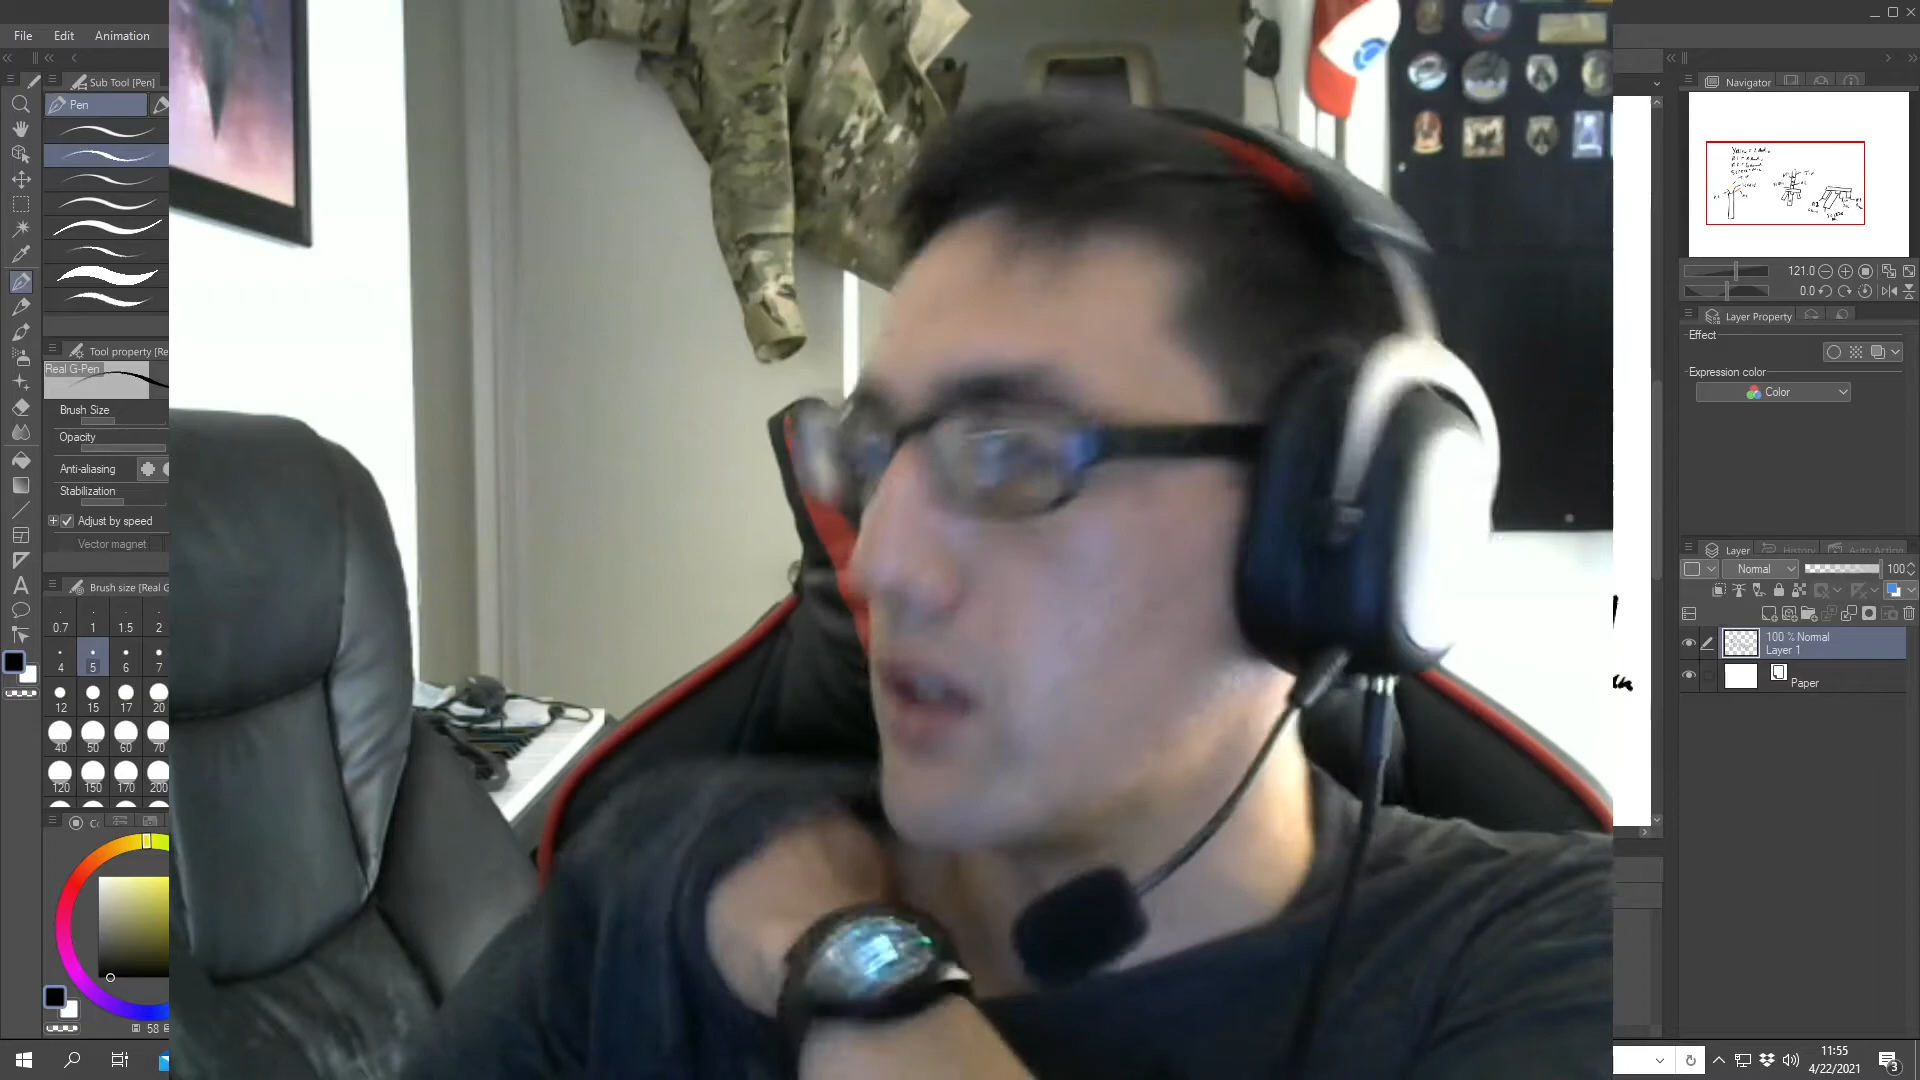 File Edit Animation
Sub Tool [Pen]
Pen
Tool property [Re
Real G-Pen
Brush Size
Opacity
Anti-aliasing
Stabilization
Adjust by speed
Vector magnet
Brush size [Real G
0.7 1 1.5 2
4 5 6 7
12 15 17 20
40 50 60 70
120 150 170 200
58
Navigator
121.0
0.0
Layer Property
Effect
Expression color
Color
Layer History Auto Action
Normal 100
100 % Normal
Layer 1
Paper
11:55
4/22/2021
3